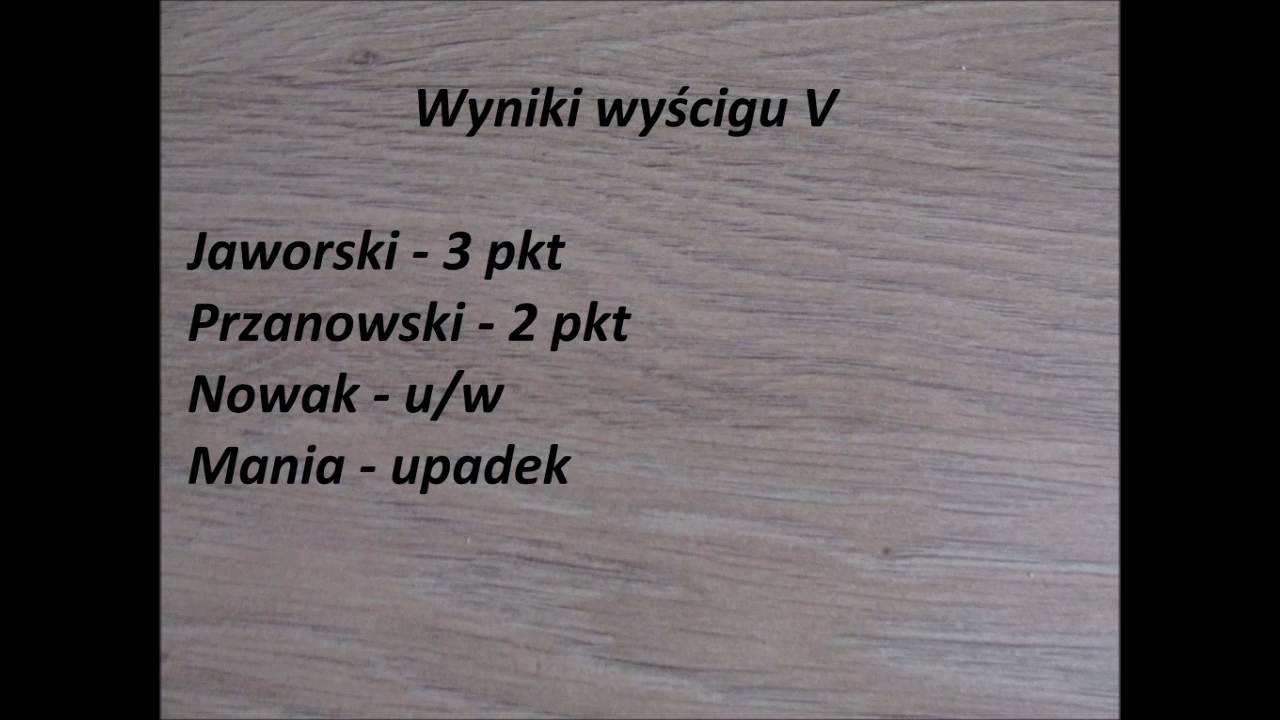 Wyniki wyścigu V
Jaworski - 3 pkt
Przanowski - 2 pkt
Nowak - u/w
Mania - upadek